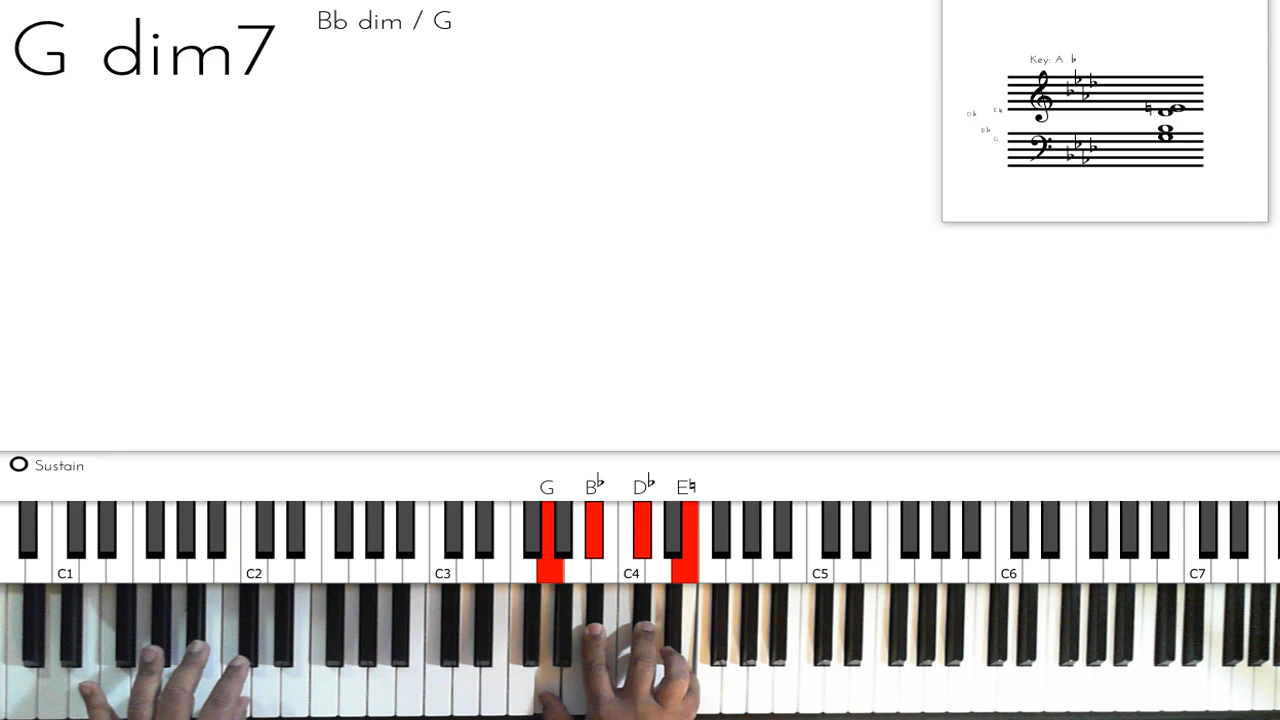 G dim7
Bb dim / G
Key: A ♭
E♮
D♭
B♭
G
Sustain
G B♭ D♭ E♮
C1 C2 C3 C4 C5 C6 C7